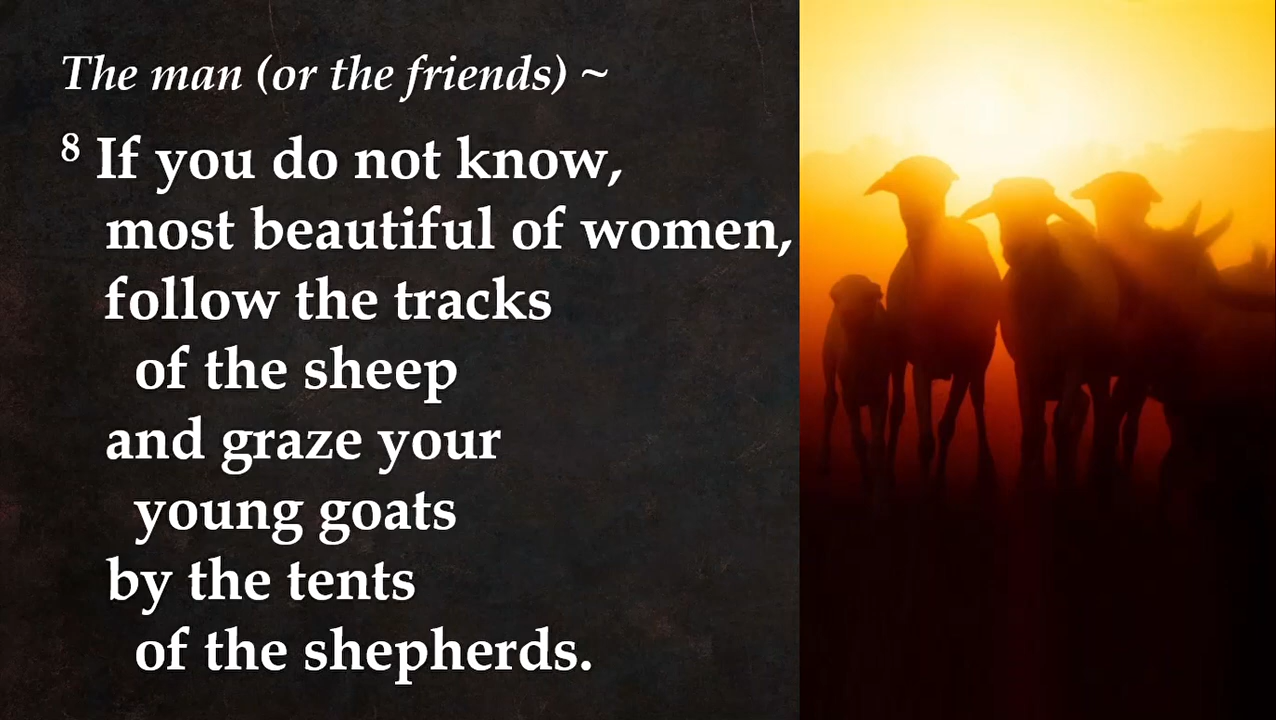 The man (or the friends) ~
8 If you do not know,
most beautiful of women,
follow the tracks
of the sheep
and graze your
young goats
by the tents
of the shepherds.